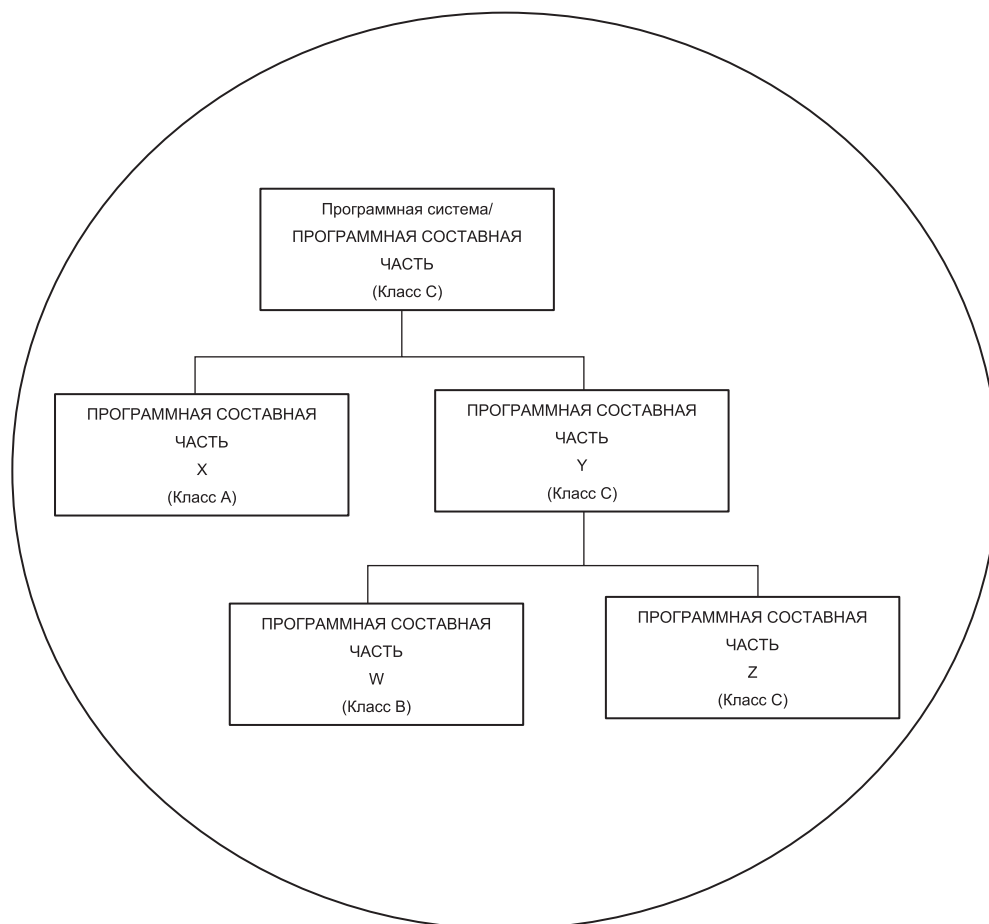 Программная система/
ПРОГРАММНАЯ СОСТАВНАЯ
ЧАСТЬ
(Класс C)
ПРОГРАММНАЯ СОСТАВНАЯ
ЧАСТЬ
X
(Класс A)
ПРОГРАММНАЯ СОСТАВНАЯ
ЧАСТЬ
Y
(Класс C)
ПРОГРАММНАЯ СОСТАВНАЯ
ЧАСТЬ
W
(Класс B)
ПРОГРАММНАЯ СОСТАВНАЯ
ЧАСТЬ
Z
(Класс C)